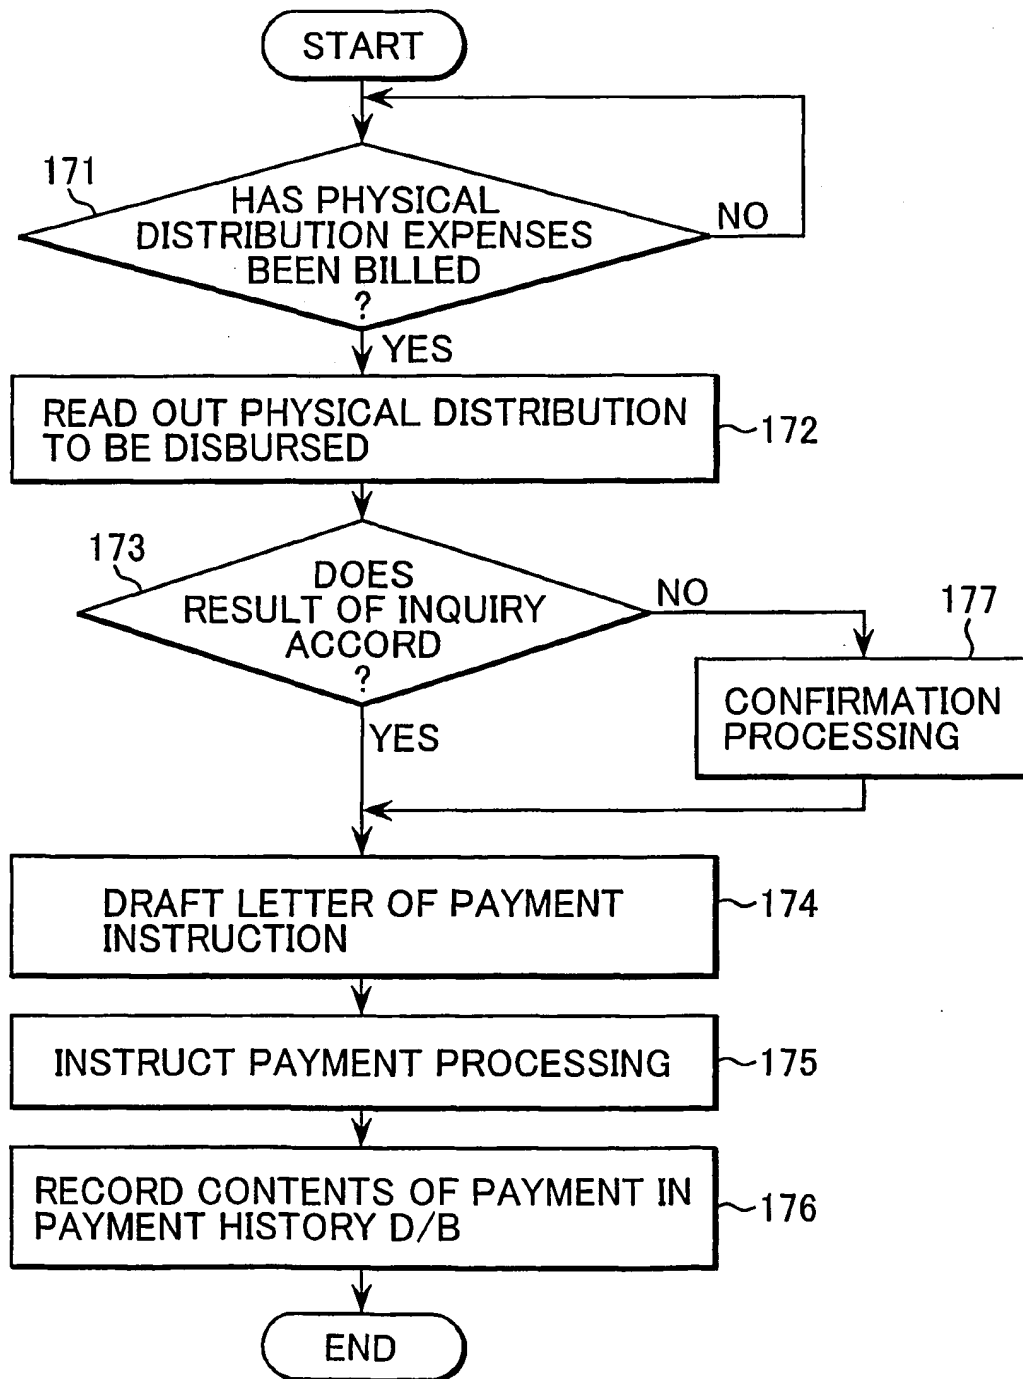 START
171
HAS PHYSICAL
DISTRIBUTION EXPENSES
BEEN BILLED
?
NO
YES
READ OUT PHYSICAL DISTRIBUTION
TO BE DISBURSED
172
173
DOES
RESULT OF INQUIRY
ACCORD
?
NO
177
CONFIRMATION
PROCESSING
YES
DRAFT LETTER OF PAYMENT
INSTRUCTION
174
INSTRUCT PAYMENT PROCESSING
175
RECORD CONTENTS OF PAYMENT IN
PAYMENT HISTORY D/B
176
END